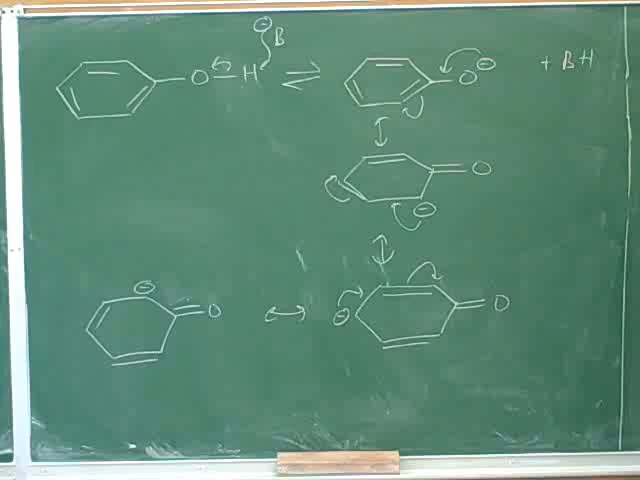 ⊖
B
O — H ⇌ O ⊖ + BH
↕
O
⊖
↕
⊖
O ↔ ⊖ O